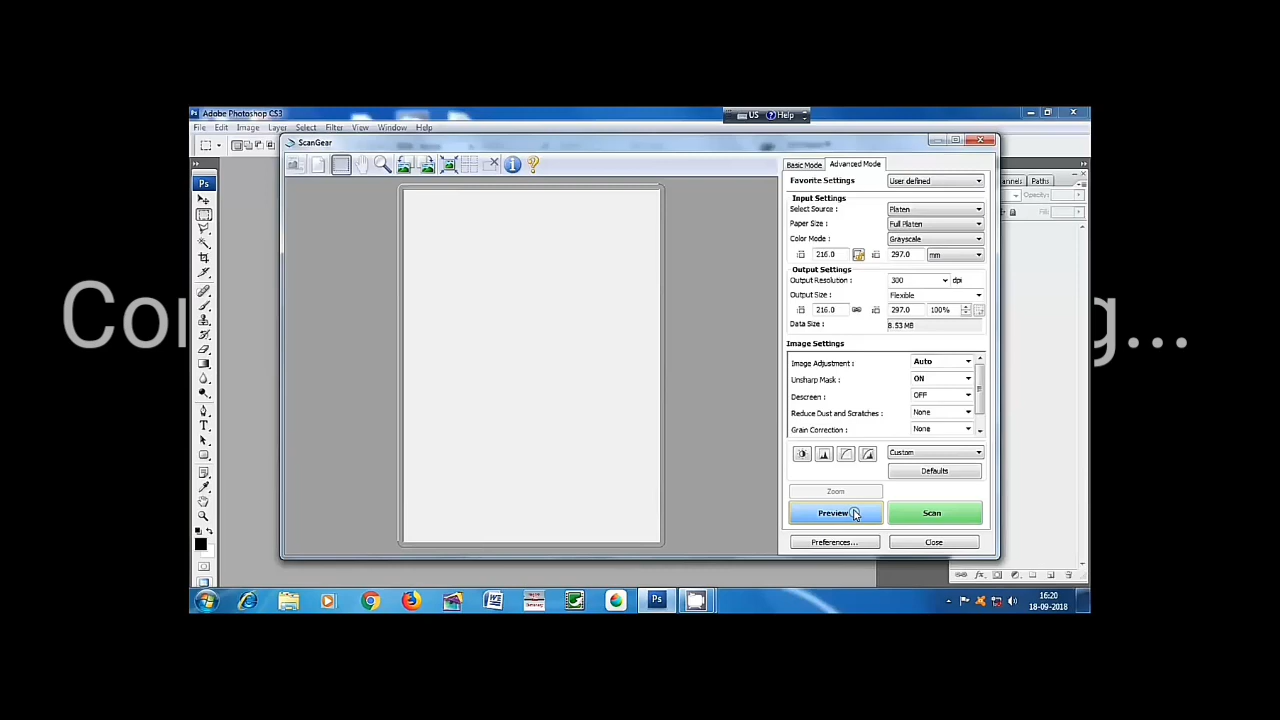 Adobe Photoshop CS3
US Help
File Edit Image Layer Select Filter View Window Help
ScanGear
Basic Mode Advanced Mode
Favorite Settings User defined
Input Settings
Select Source : Platen
Paper Size : Full Platen
Color Mode : Grayscale
216.0 297.0 mm
Output Settings
Output Resolution : 300 dpi
Output Size : Flexible
216.0 297.0 100%
Data Size : 8.53 MB
Image Settings
Image Adjustment : Auto
Unsharp Mask : ON
Descreen : OFF
Reduce Dust and Scratches : None
Grain Correction : None
Custom
Defaults
Zoom
Preview Scan
Preferences... Close
Paths
Opacity:
Fill:
Ps
Co
g...
Ps
16:20
18-09-2018